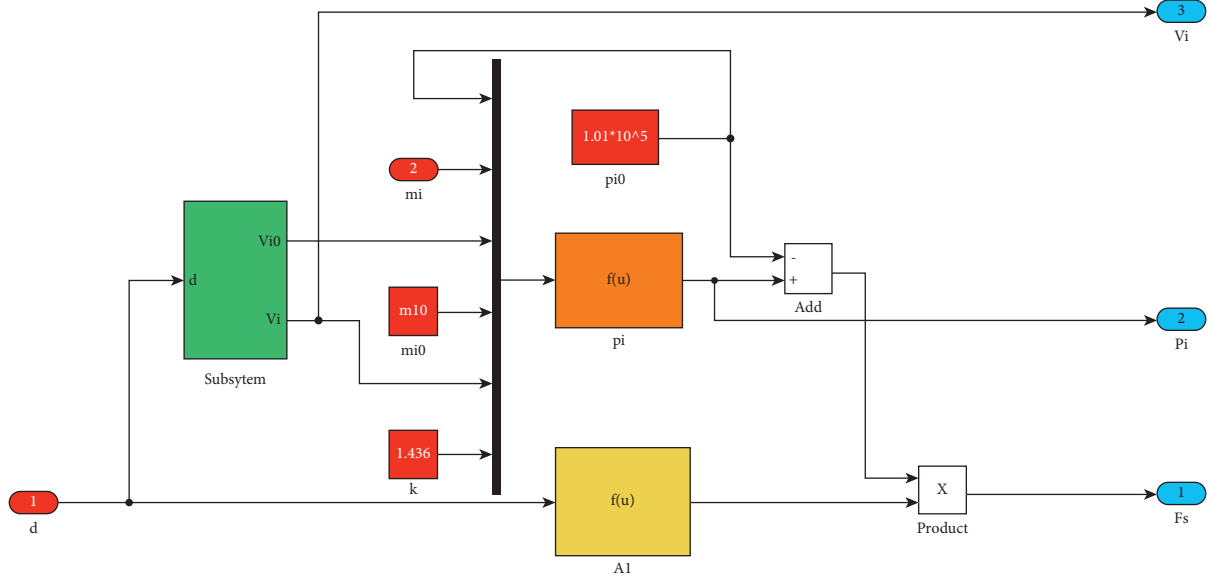 3
Vi
1.01*10^5
pi0
2
mi
Vi0
d
Vi
Subsytem
m10
mi0
f(u)
pi
-
+
Add
2
Pi
1.436
k
1
d
f(u)
A1
X
Product
1
Fs